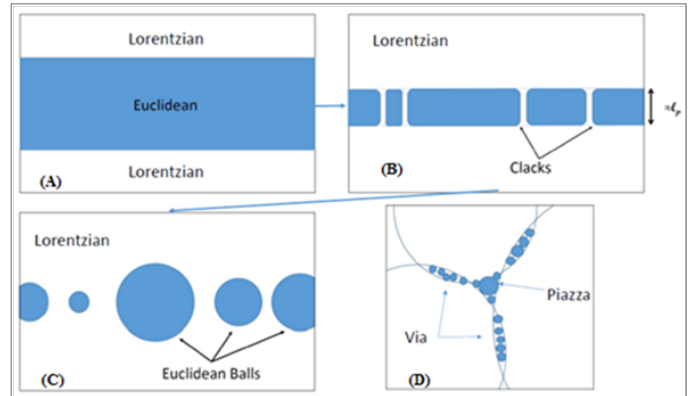 Lorentzian
Euclidean
Lorentzian
(A)
Lorentzian
≈ℓₚ
Clacks
(B)
Lorentzian
Euclidean Balls
(C)
Piazza
Via
(D)